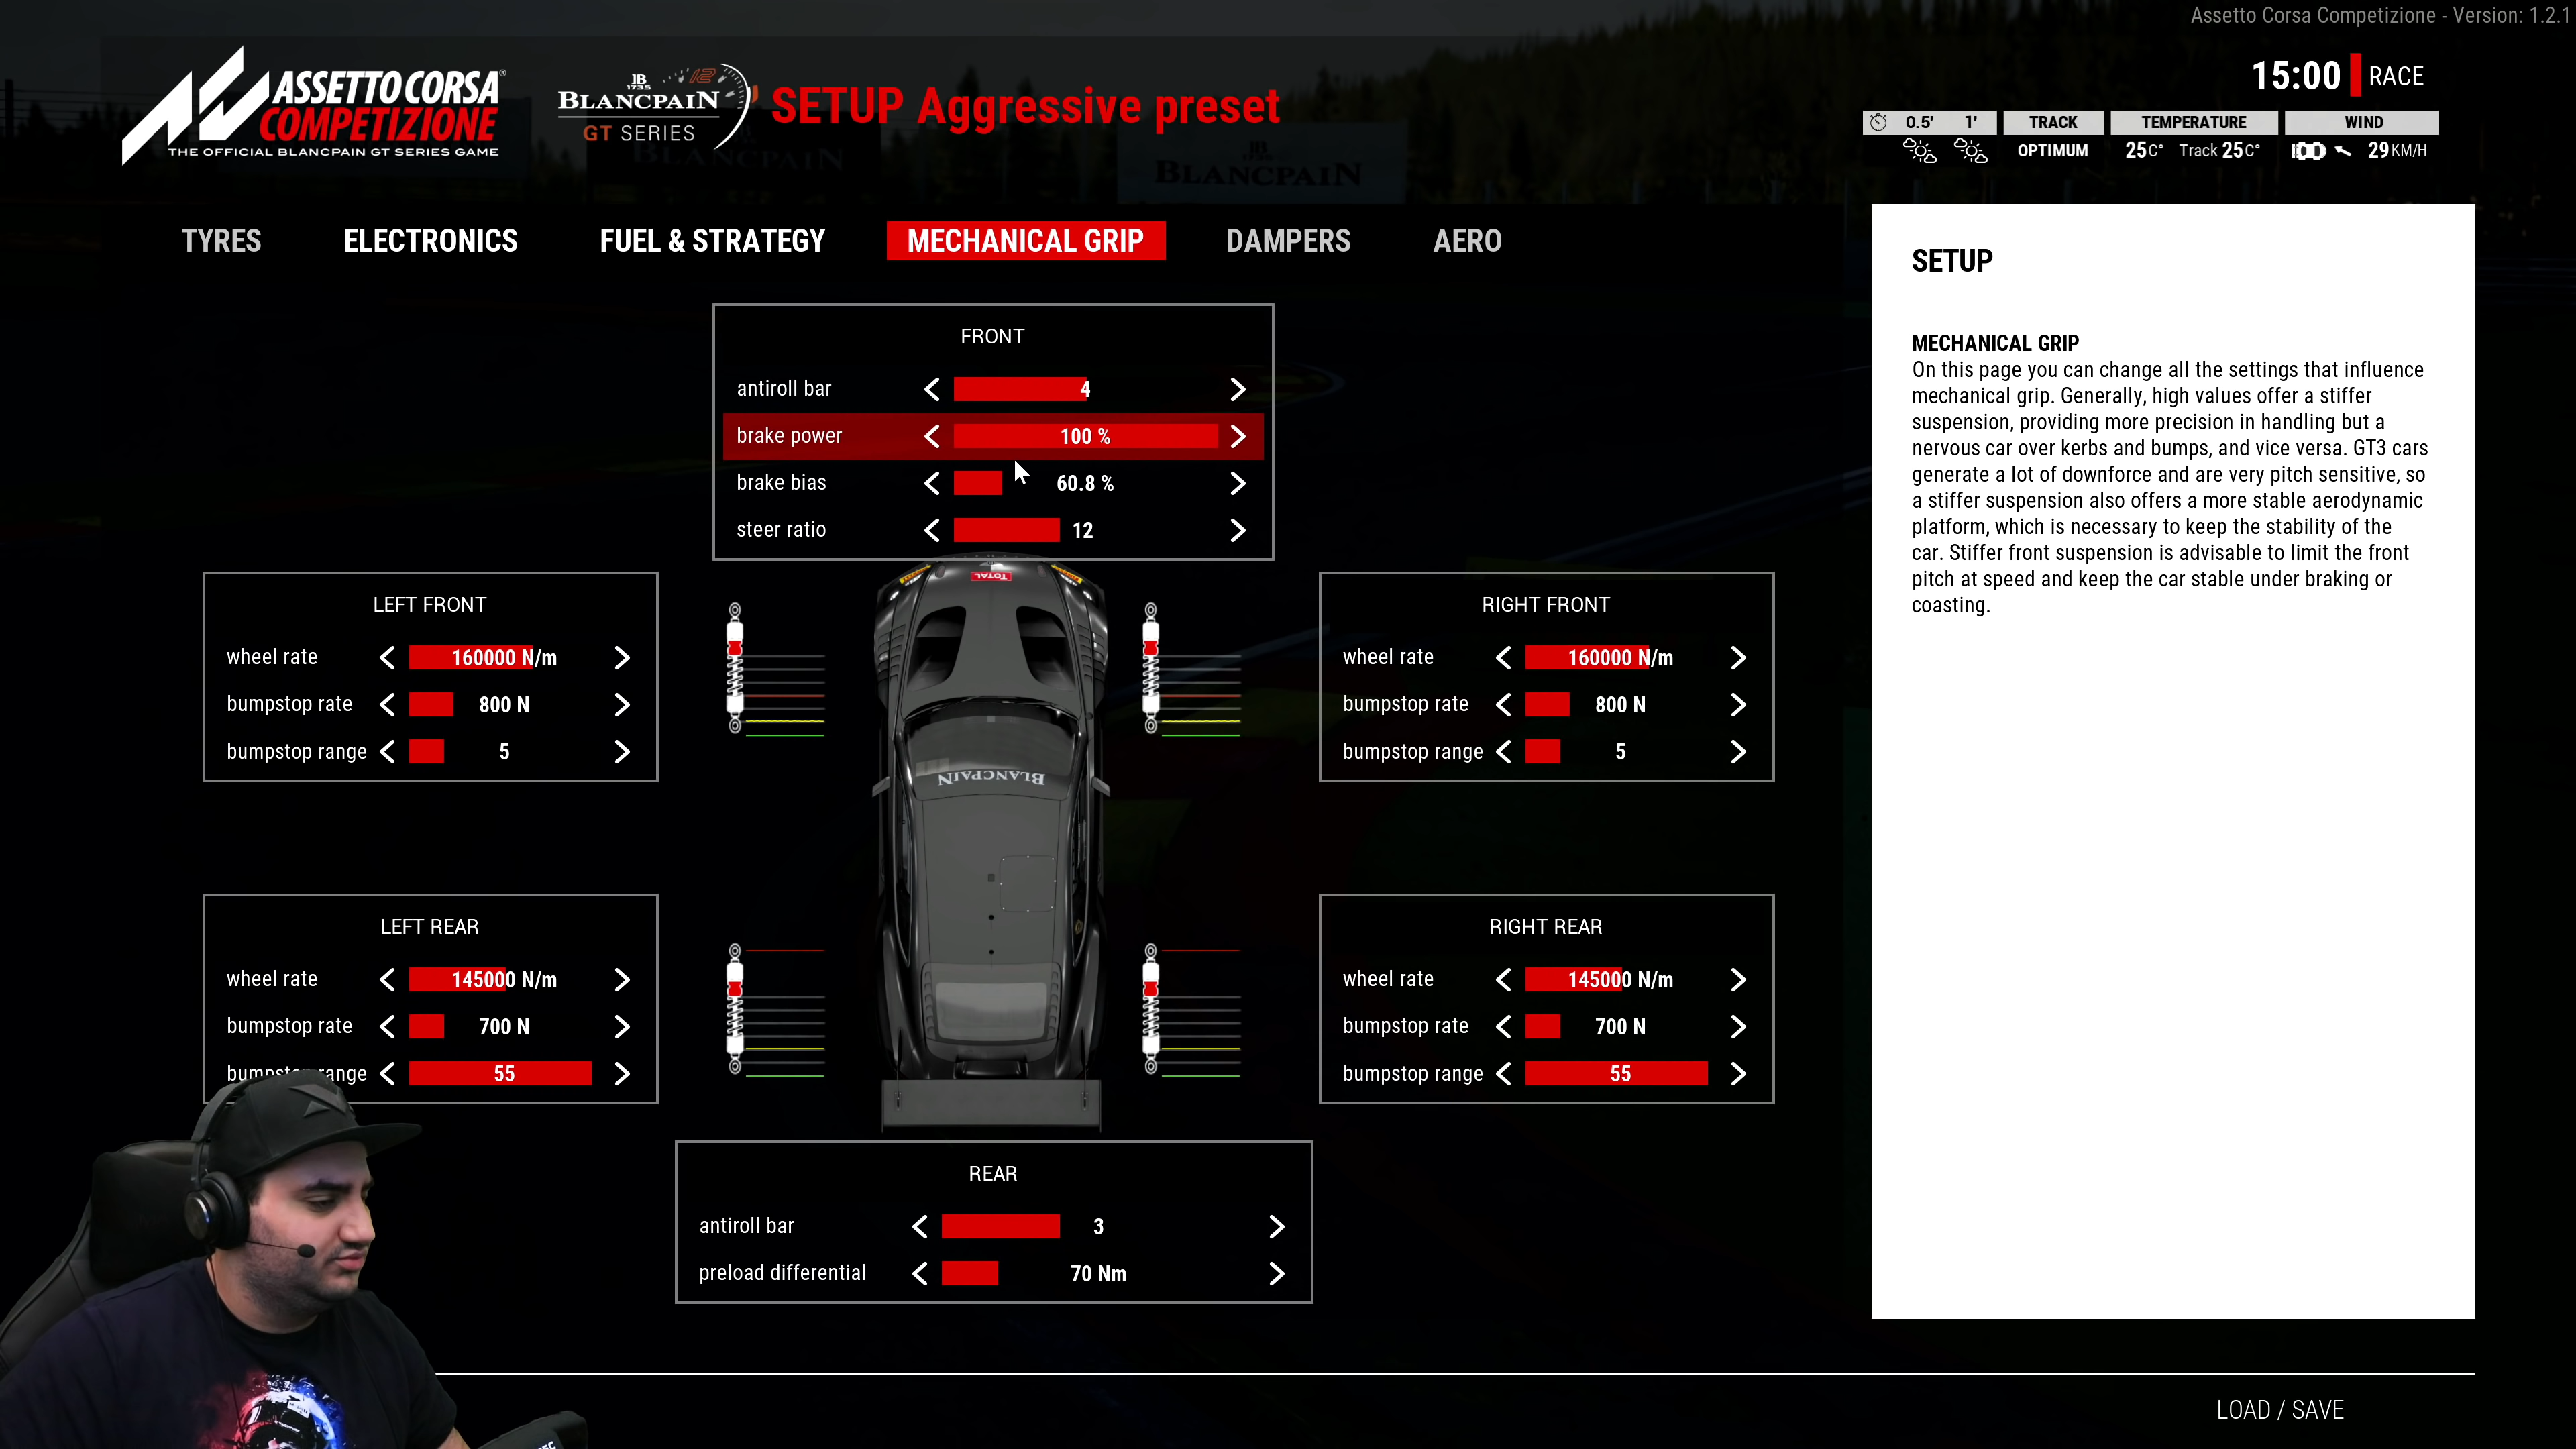 Assetto Corsa Competizione - Version: 1.2.1
ASSETTO CORSA®
COMPETIZIONE
THE OFFICIAL BLANCPAIN GT SERIES GAME
JB
1735
BLANCPAIN
GT SERIES
12
SETUP Aggressive preset
15:00 RACE
0.5' 1' TRACK TEMPERATURE WIND
OPTIMUM 25C° Track 25C° 29KM/H
BLANCPAIN
BLANCPAIN
TYRES ELECTRONICS FUEL & STRATEGY MECHANICAL GRIP DAMPERS AERO
FRONT
antiroll bar 4
brake power 100 %
brake bias 60.8 %
steer ratio 12
TOTAL
LEFT FRONT
wheel rate 160000 N/m
bumpstop rate 800 N
bumpstop range 5
RIGHT FRONT
wheel rate 160000 N/m
bumpstop rate 800 N
bumpstop range 5
BLANCPAIN
LEFT REAR
wheel rate 145000 N/m
bumpstop rate 700 N
bumpstop range 55
RIGHT REAR
wheel rate 145000 N/m
bumpstop rate 700 N
bumpstop range 55
REAR
antiroll bar 3
preload differential 70 Nm
SETUP
MECHANICAL GRIP
On this page you can change all the settings that influence
mechanical grip. Generally, high values offer a stiffer
suspension, providing more precision in handling but a
nervous car over kerbs and bumps, and vice versa. GT3 cars
generate a lot of downforce and are very pitch sensitive, so
a stiffer suspension also offers a more stable aerodynamic
platform, which is necessary to keep the stability of the
car. Stiffer front suspension is advisable to limit the front
pitch at speed and keep the car stable under braking or
coasting.
LOAD / SAVE